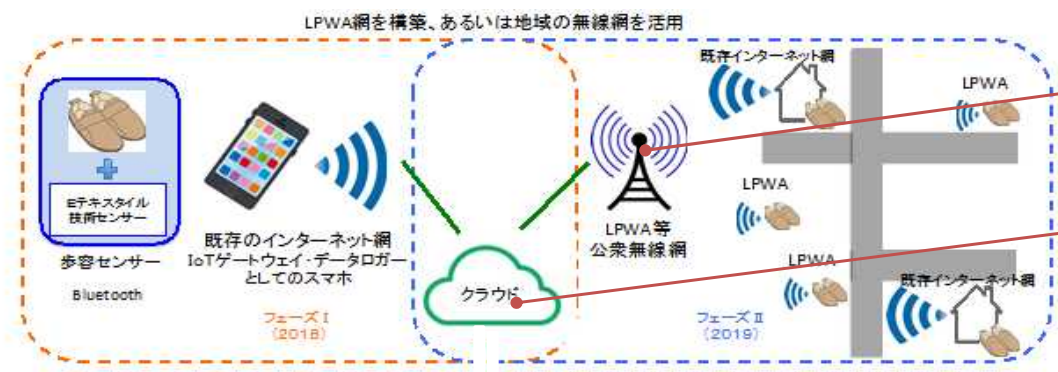 LPWA網を構築、あるいは地域の無線網を活用
Eテキスタイル
技術センサー
歩容センサー
Bluetooth
既存のインターネット網
IoTゲートウェイ・データロガー
としてのスマホ
フェーズⅠ
(2018)
クラウド
LPWA等
公衆無線網
フェーズⅡ
(2019)
既存インターネット網
LPWA
LPWA
LPWA
既存インターネット網